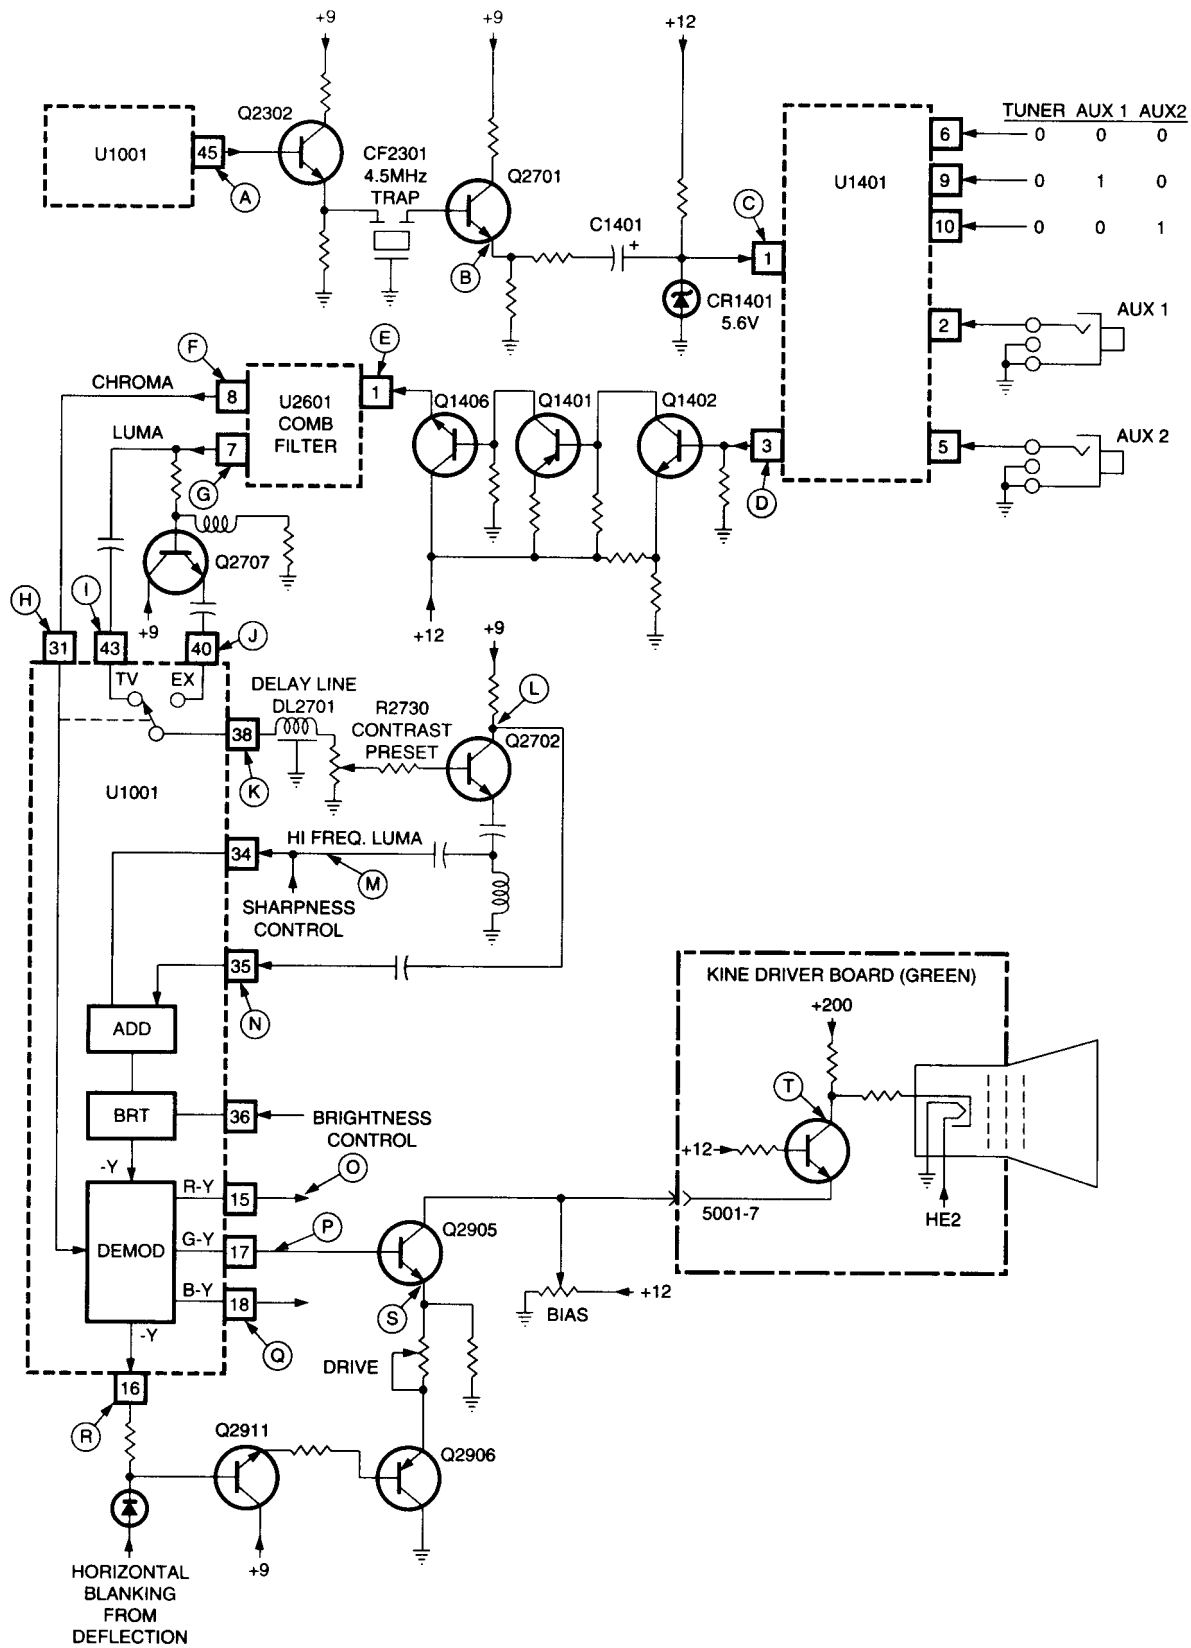 +9
+9
+12
Q2302
U1001
45
A
CF2301
4.5MHz
TRAP
Q2701
B
C1401
+
C
1
CR1401
5.6V
U1401
TUNER AUX 1 AUX2
6
0 0 0
9
0 1 0
10
0 0 1
2
AUX 1
5
AUX 2
F
CHROMA
8
LUMA
7
G
U2601
COMB
FILTER
E
1
Q1406
Q1401
Q1402
3
D
Q2707
+9
+12
H
31
I
43
40
J
TV
EX
38
K
DELAY LINE
DL2701
R2730
CONTRAST
PRESET
+9
L
Q2702
U1001
34
HI FREQ. LUMA
M
SHARPNESS
CONTROL
35
N
ADD
BRT
36
BRIGHTNESS
CONTROL
-Y
DEMOD
R-Y
15
O
G-Y
17
P
B-Y
18
Q
-Y
16
R
Q2905
S
DRIVE
BIAS
+12
Q2911
Q2906
+9
HORIZONTAL
BLANKING
FROM
DEFLECTION
KINE DRIVER BOARD (GREEN)
+200
T
+12
5001-7
HE2